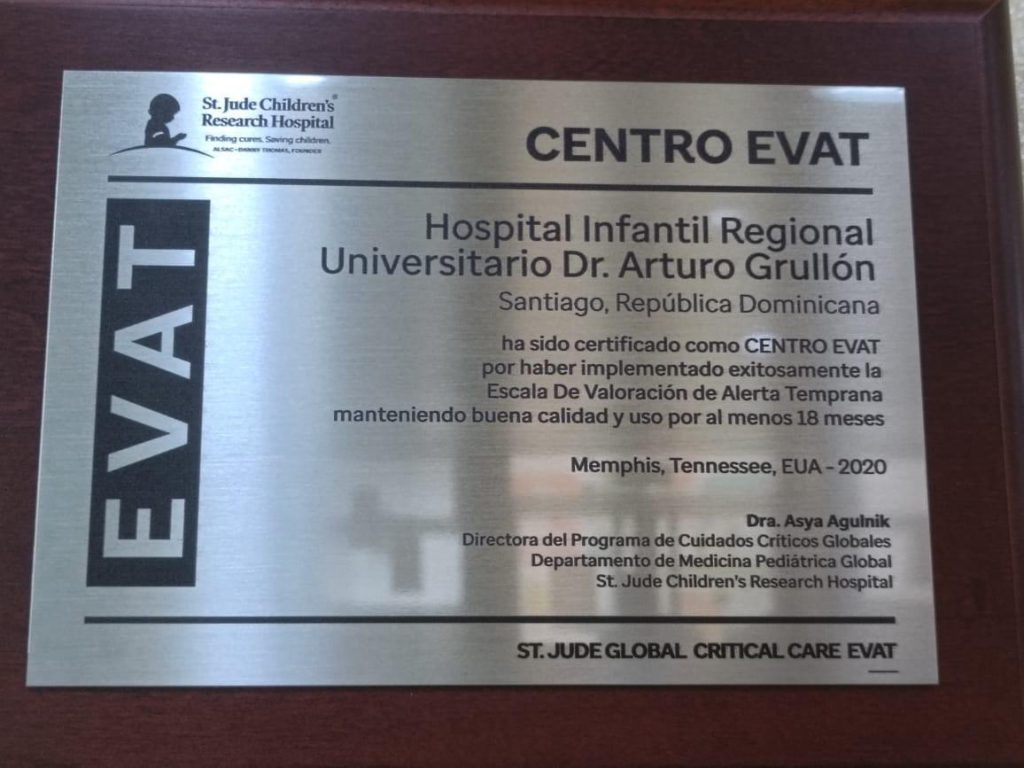 St. Jude Children's®
Research Hospital
Finding cures. Saving children.
ALSAC • DANNY THOMAS, FOUNDER
CENTRO EVAT
EVAT
Hospital Infantil Regional
Universitario Dr. Arturo Grullón
Santiago, República Dominicana
ha sido certificado como CENTRO EVAT
por haber implementado exitosamente la
Escala De Valoración de Alerta Temprana
manteniendo buena calidad y uso por al menos 18 meses
Memphis, Tennessee, EUA - 2020
Dra. Asya Agulnik
Directora del Programa de Cuidados Críticos Globales
Departamento de Medicina Pediátrica Global
St. Jude Children's Research Hospital
ST. JUDE GLOBAL CRITICAL CARE EVAT